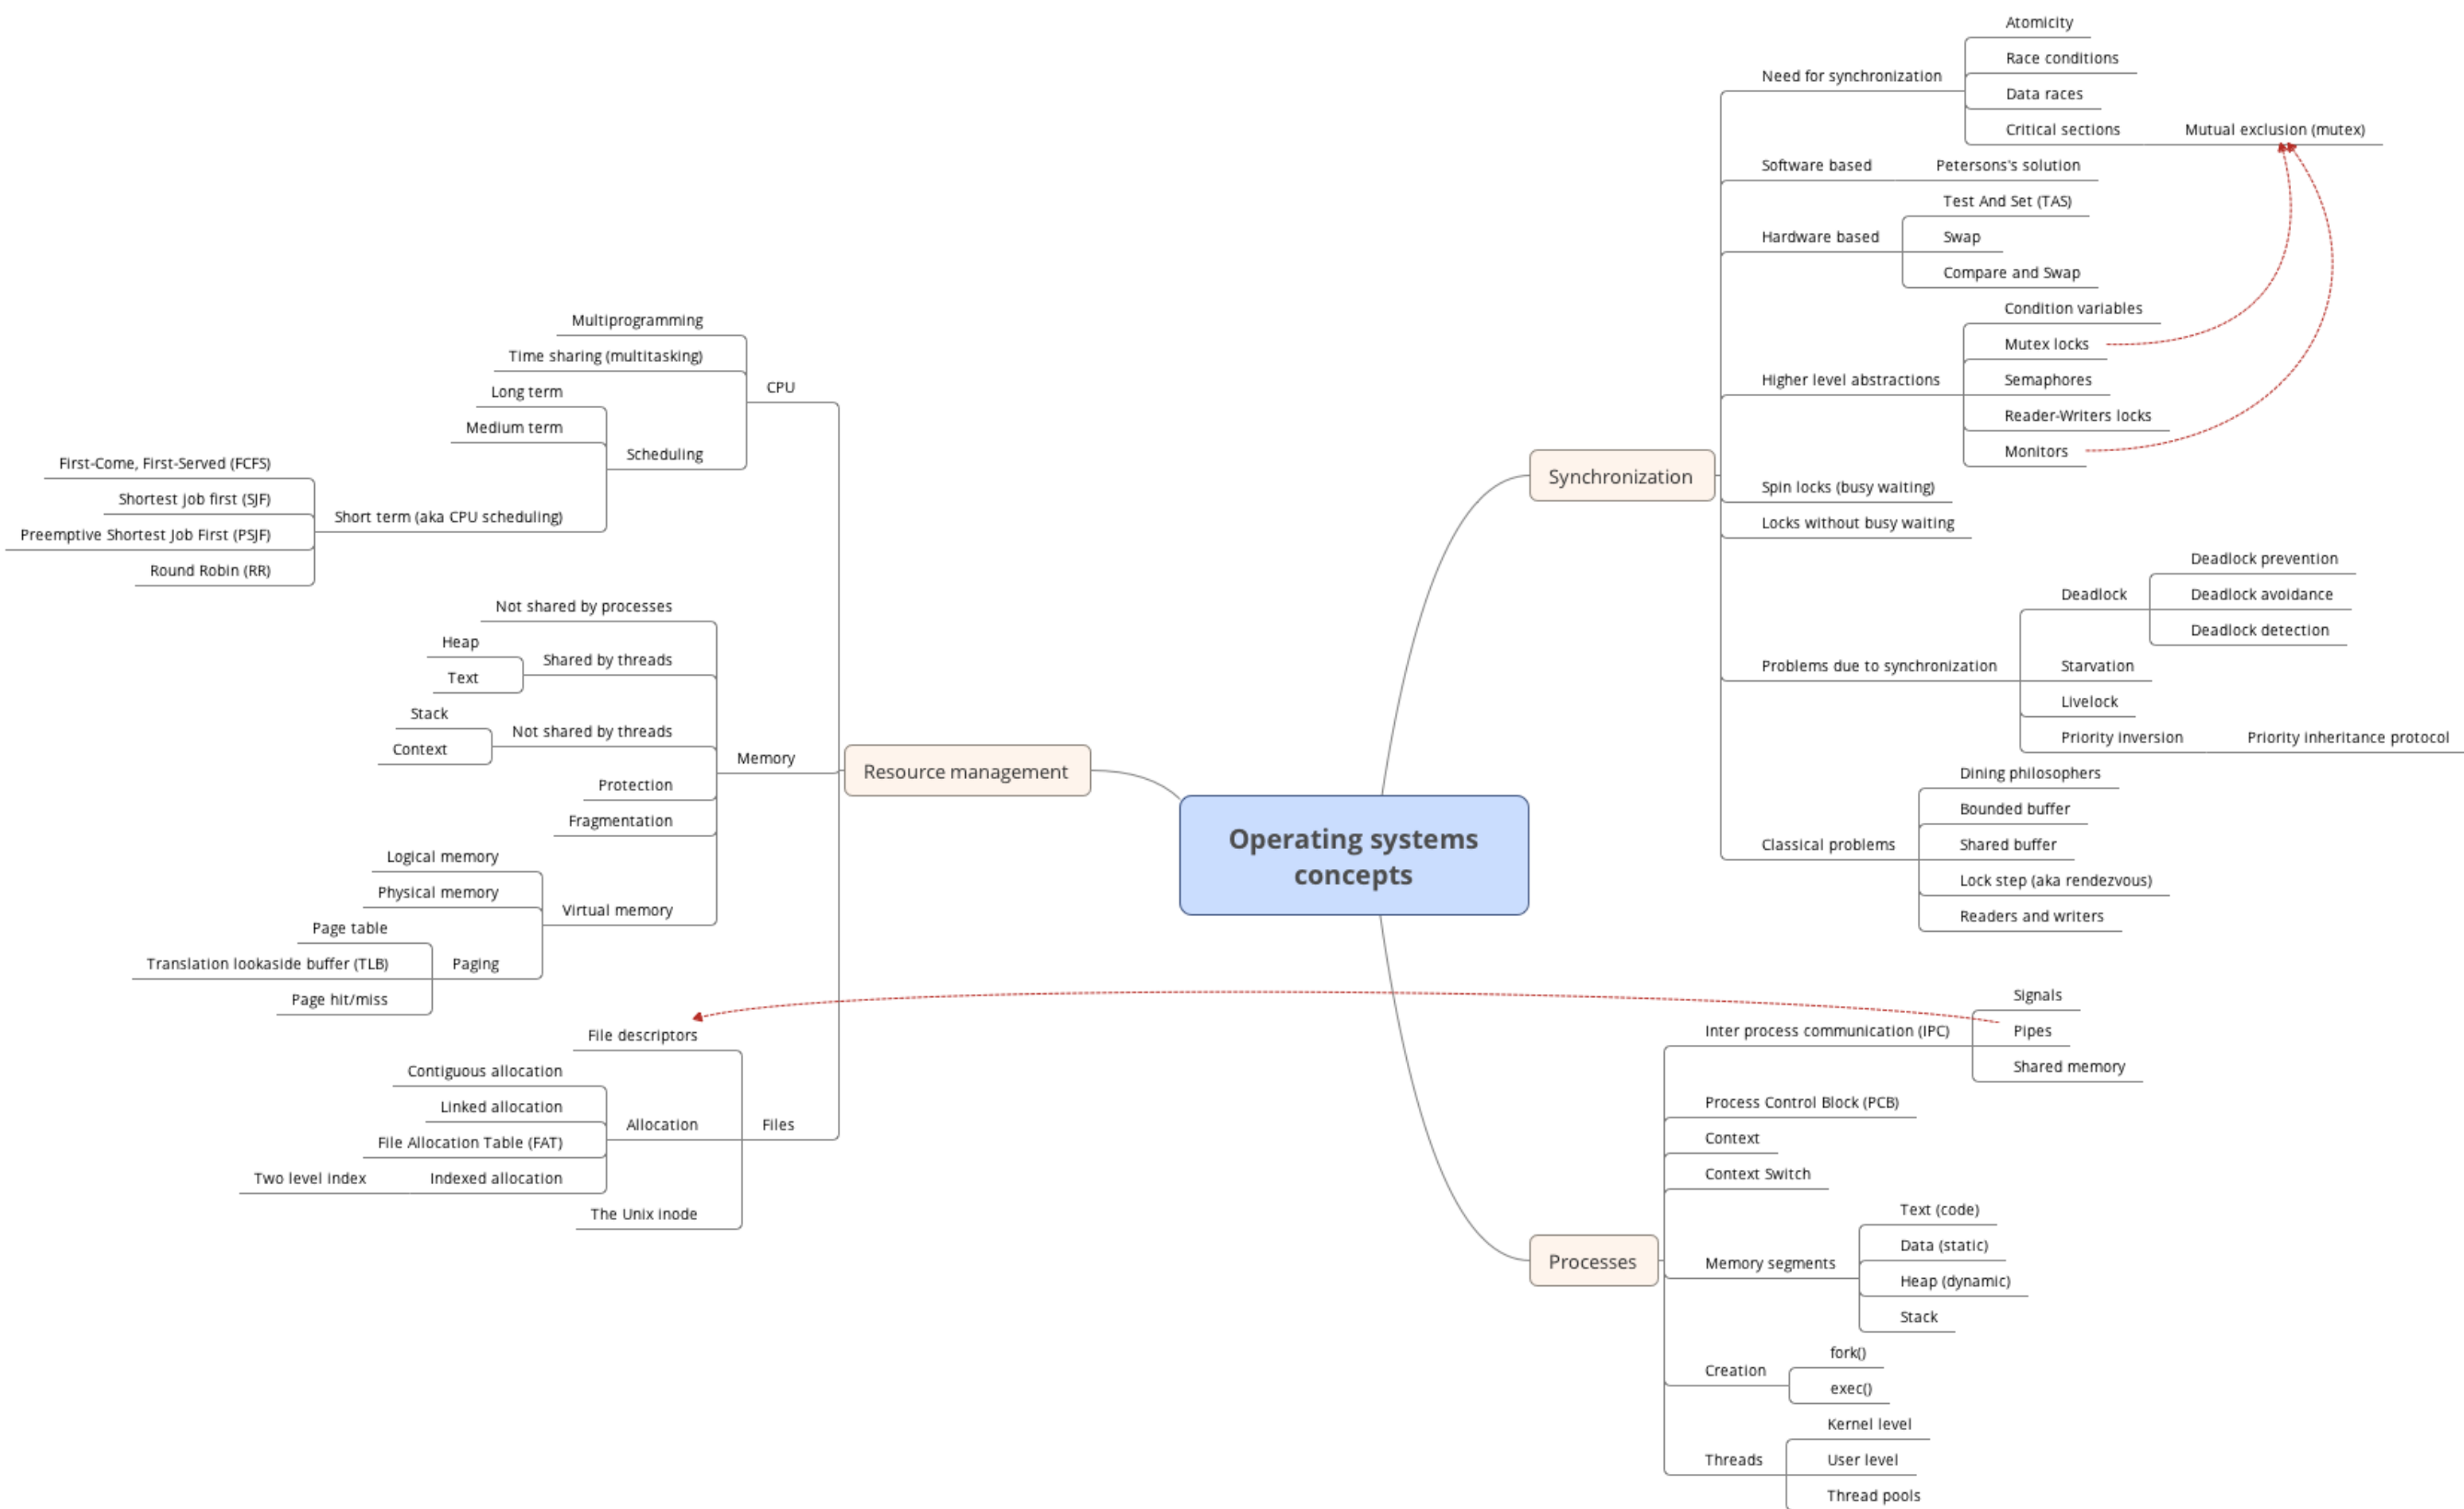 Operating systems
concepts
Synchronization
Need for synchronization
Atomicity
Race conditions
Data races
Critical sections
Mutual exclusion (mutex)
Software based
Petersons's solution
Hardware based
Test And Set (TAS)
Swap
Compare and Swap
Higher level abstractions
Condition variables
Mutex locks
Semaphores
Reader-Writers locks
Monitors
Spin locks (busy waiting)
Locks without busy waiting
Problems due to synchronization
Deadlock
Deadlock prevention
Deadlock avoidance
Deadlock detection
Starvation
Livelock
Priority inversion
Priority inheritance protocol
Classical problems
Dining philosophers
Bounded buffer
Shared buffer
Lock step (aka rendezvous)
Readers and writers
Processes
Inter process communication (IPC)
Signals
Pipes
Shared memory
Process Control Block (PCB)
Context
Context Switch
Memory segments
Text (code)
Data (static)
Heap (dynamic)
Stack
Creation
fork()
exec()
Threads
Kernel level
User level
Thread pools
Resource management
CPU
Multiprogramming
Time sharing (multitasking)
Scheduling
Long term
Medium term
Short term (aka CPU scheduling)
First-Come, First-Served (FCFS)
Shortest job first (SJF)
Preemptive Shortest Job First (PSJF)
Round Robin (RR)
Memory
Not shared by processes
Shared by threads
Heap
Text
Not shared by threads
Stack
Context
Protection
Fragmentation
Virtual memory
Logical memory
Physical memory
Paging
Page table
Translation lookaside buffer (TLB)
Page hit/miss
Files
File descriptors
Allocation
Contiguous allocation
Linked allocation
File Allocation Table (FAT)
Indexed allocation
Two level index
The Unix inode